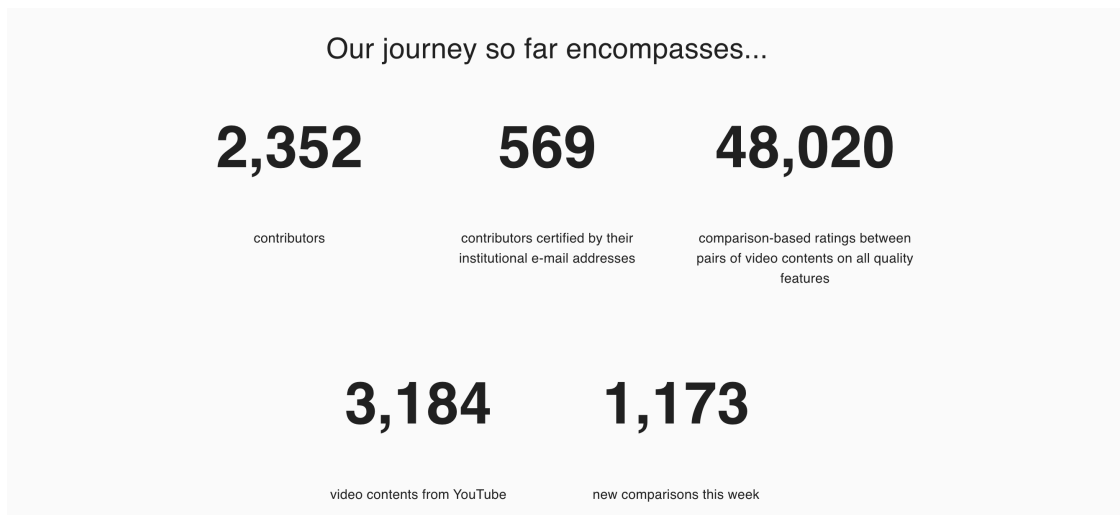 Our journey so far encompasses...
2,352
569
48,020
contributors
contributors certified by their
institutional e-mail addresses
comparison-based ratings between
pairs of video contents on all quality
features
3,184
1,173
video contents from YouTube
new comparisons this week